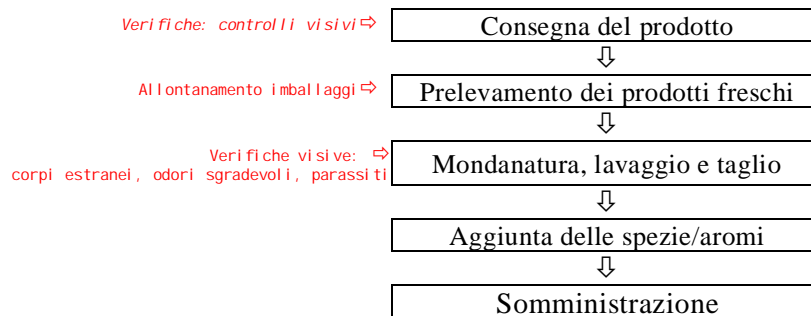 Verifiche: controlli visivi⇨
Consegna del prodotto
Allontanamento imballaggi⇨
Prelevamento dei prodotti freschi
Verifiche visive: ⇨
corpi estranei, odori sgradevoli, parassiti
Mondanatura, lavaggio e taglio
Aggiunta delle spezie/aromi
Somministrazione